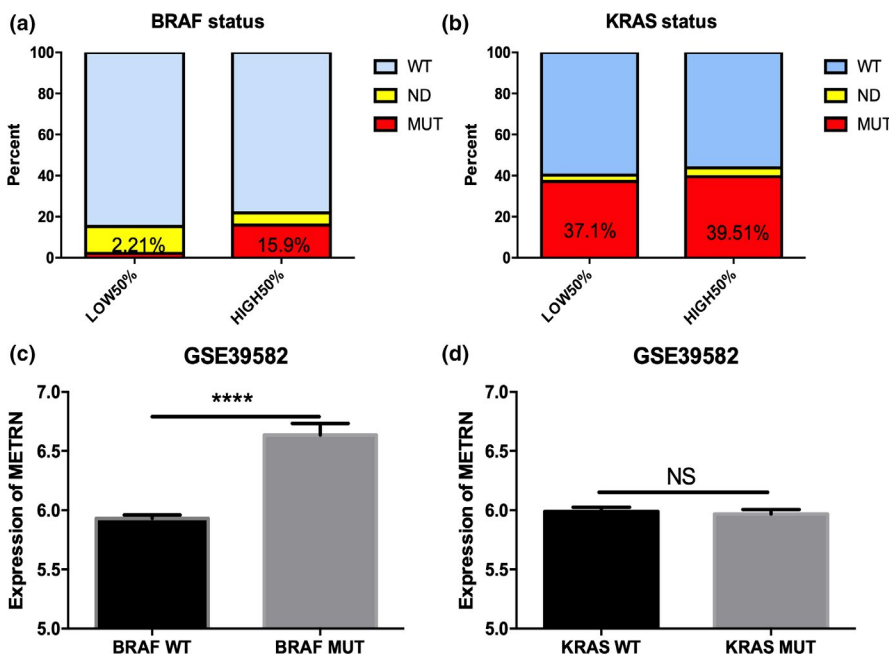 (a) BRAF status
100
80
60
40
20
0
Percent
2.21%
15.9%
LOW50%
HIGH50%
WT
ND
MUT
(b) KRAS status
100
80
60
40
20
0
Percent
37.1%
39.51%
LOW50%
HIGH50%
WT
ND
MUT
(c) GSE39582
7.0
6.5
6.0
5.5
5.0
Expression of METRN
****
BRAF WT
BRAF MUT
(d) GSE39582
7.0
6.5
6.0
5.5
5.0
Expression of METRN
NS
KRAS WT
KRAS MUT